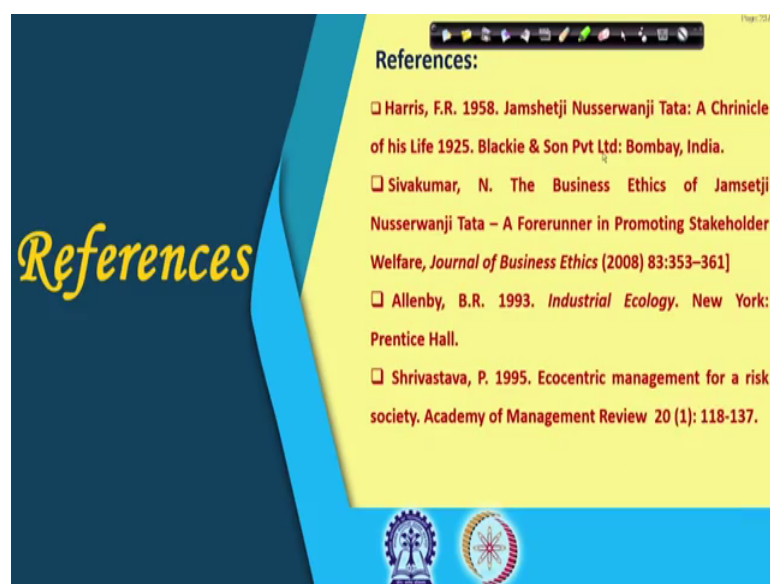 References:
❑ Harris, F.R. 1958. Jamshetji Nusserwanji Tata: A Chrinicle
of his Life 1925. Blackie & Son Pvt Ltd: Bombay, India.
❑ Sivakumar, N. The Business Ethics of Jamsetji
Nusserwanji Tata – A Forerunner in Promoting Stakeholder
Welfare, Journal of Business Ethics (2008) 83:353–361]
❑ Allenby, B.R. 1993. Industrial Ecology. New York:
Prentice Hall.
❑ Shrivastava, P. 1995. Ecocentric management for a risk
society. Academy of Management Review 20 (1): 118-137.
References